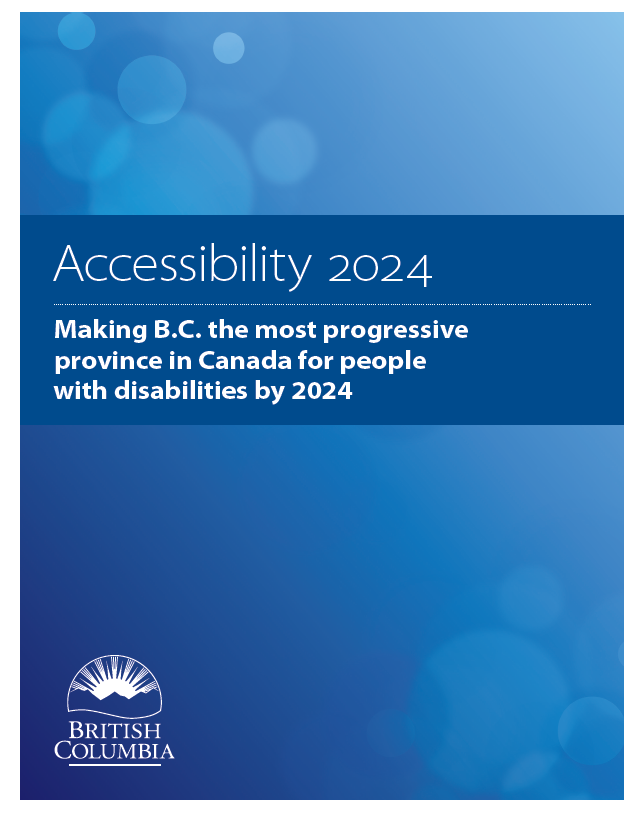 Accessibility 2024
Making B.C. the most progressive
province in Canada for people
with disabilities by 2024
BRITISH
COLUMBIA